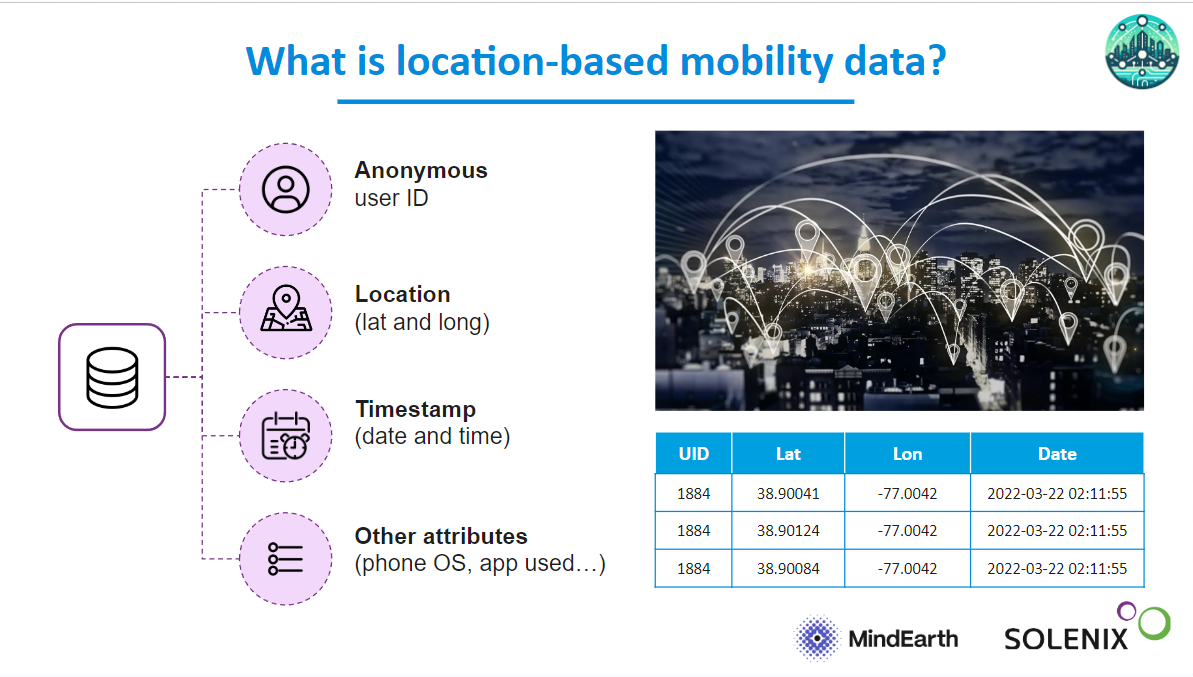 What is location-based mobility data?
Anonymous
user ID
Location
(lat and long)
Timestamp
(date and time)
Other attributes
(phone OS, app used…)
UID Lat Lon Date
1884 38.90041 -77.0042 2022-03-22 02:11:55
1884 38.90124 -77.0042 2022-03-22 02:11:55
1884 38.90084 -77.0042 2022-03-22 02:11:55
MindEarth
SOLENIX